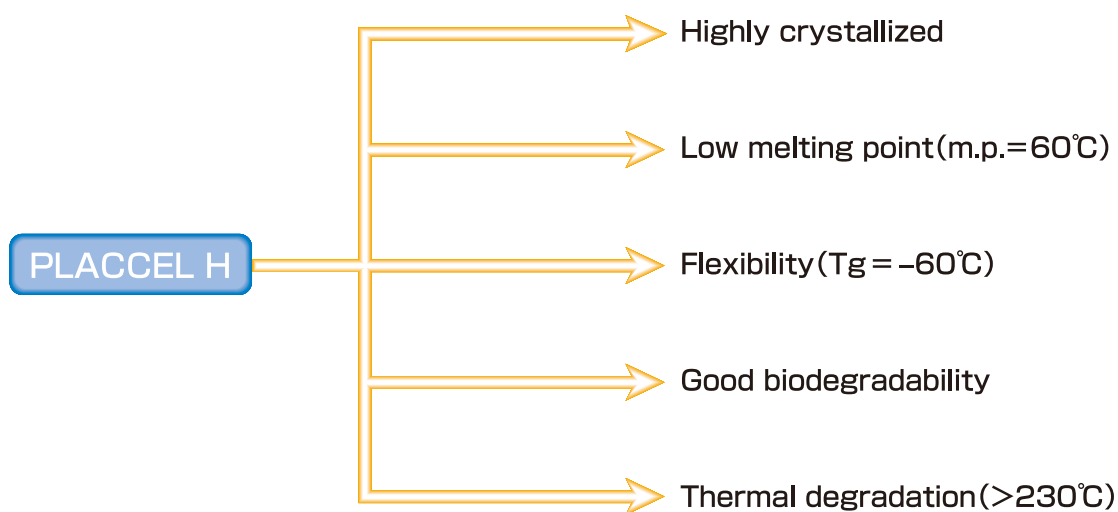 Highly crystallized
Low melting point(m.p.=60℃)
PLACCEL H
Flexibility(Tg=–60℃)
Good biodegradability
Thermal degradation(>230℃)